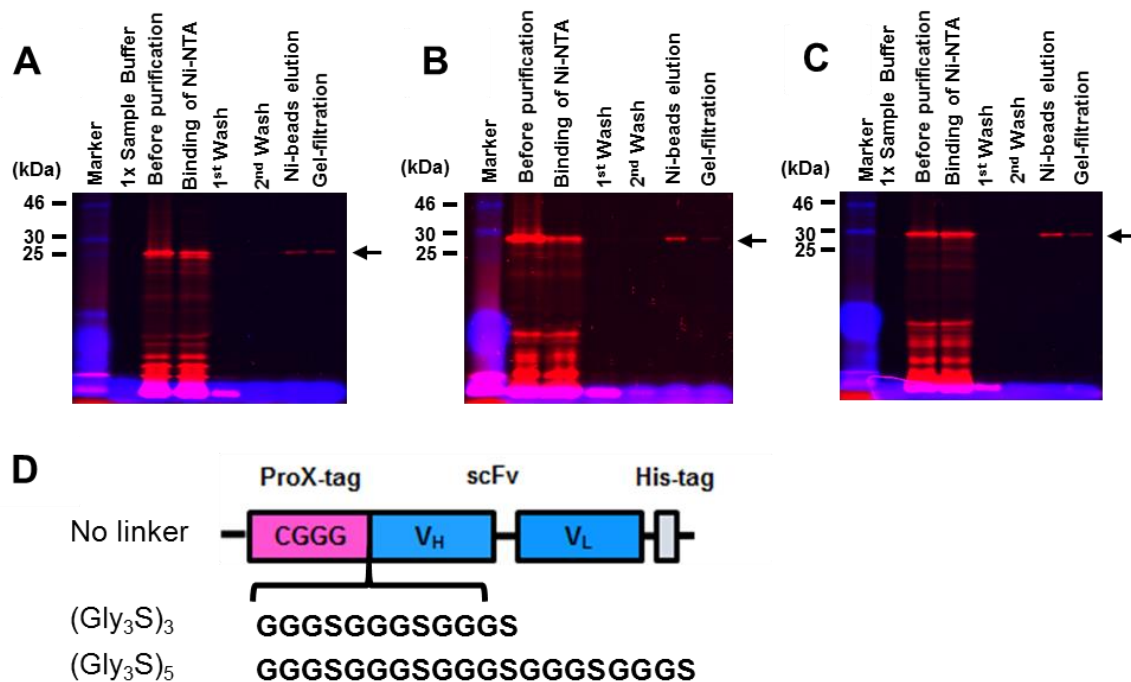 A
Marker
1x Sample Buffer
Before purification
Binding of Ni-NTA
1st Wash
2nd Wash
Ni-beads elution
Gel-filtration
(kDa)
46
30
25
B
Marker
Before purification
Binding of Ni-NTA
1st Wash
2nd Wash
Ni-beads elution
Gel-filtration
(kDa)
46
30
25
C
Marker
1x Sample Buffer
Before purification
Binding of Ni-NTA
1st Wash
2nd Wash
Ni-beads elution
Gel-filtration
(kDa)
46
30
25
D
ProX-tag scFv His-tag
No linker CGGG VH VL
(Gly3S)3 GGGSGGGSGGGS
(Gly3S)5 GGGSGGGSGGGSGGGSGGGS